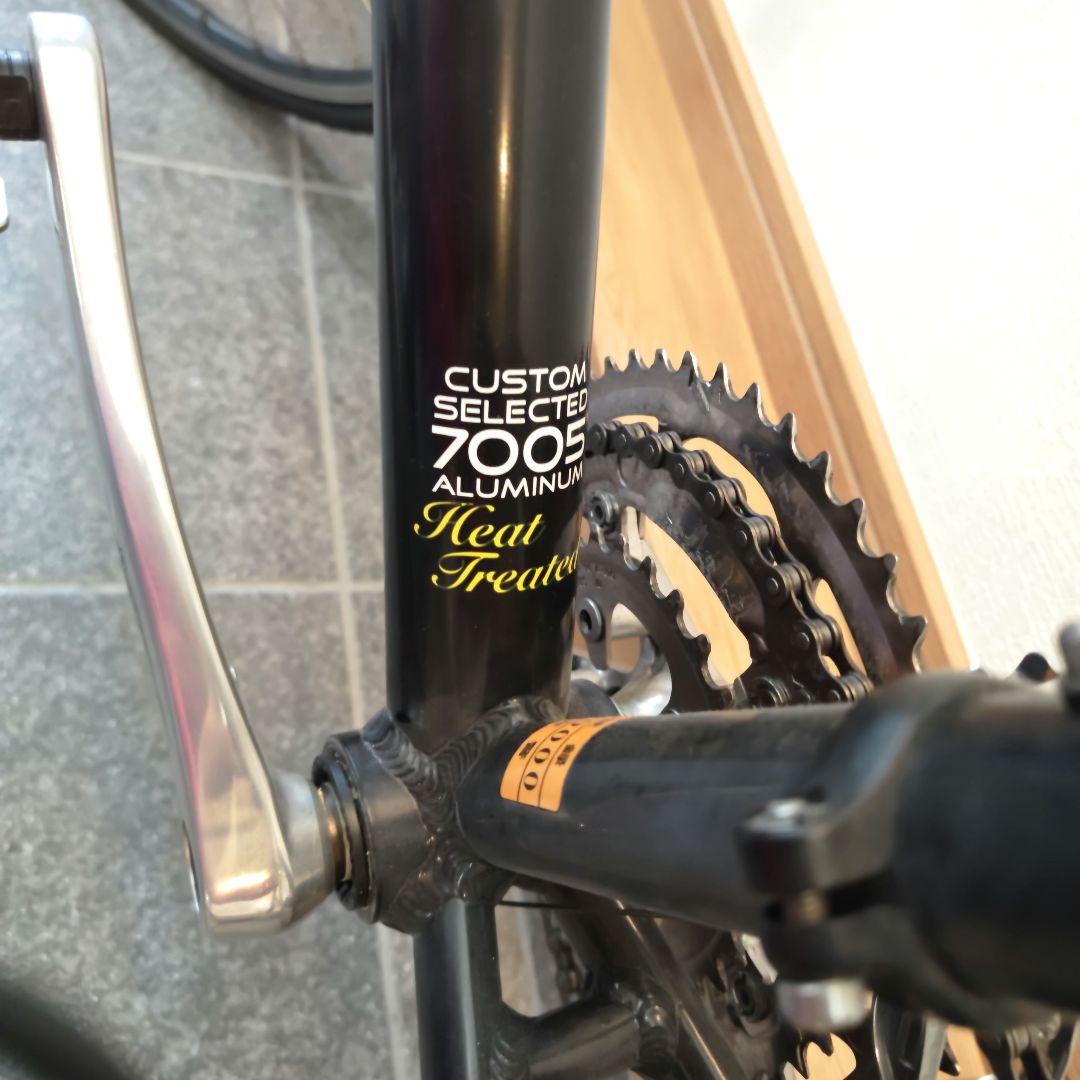 CUSTOM
SELECTED
7005
ALUMINUM
Heat
Treated